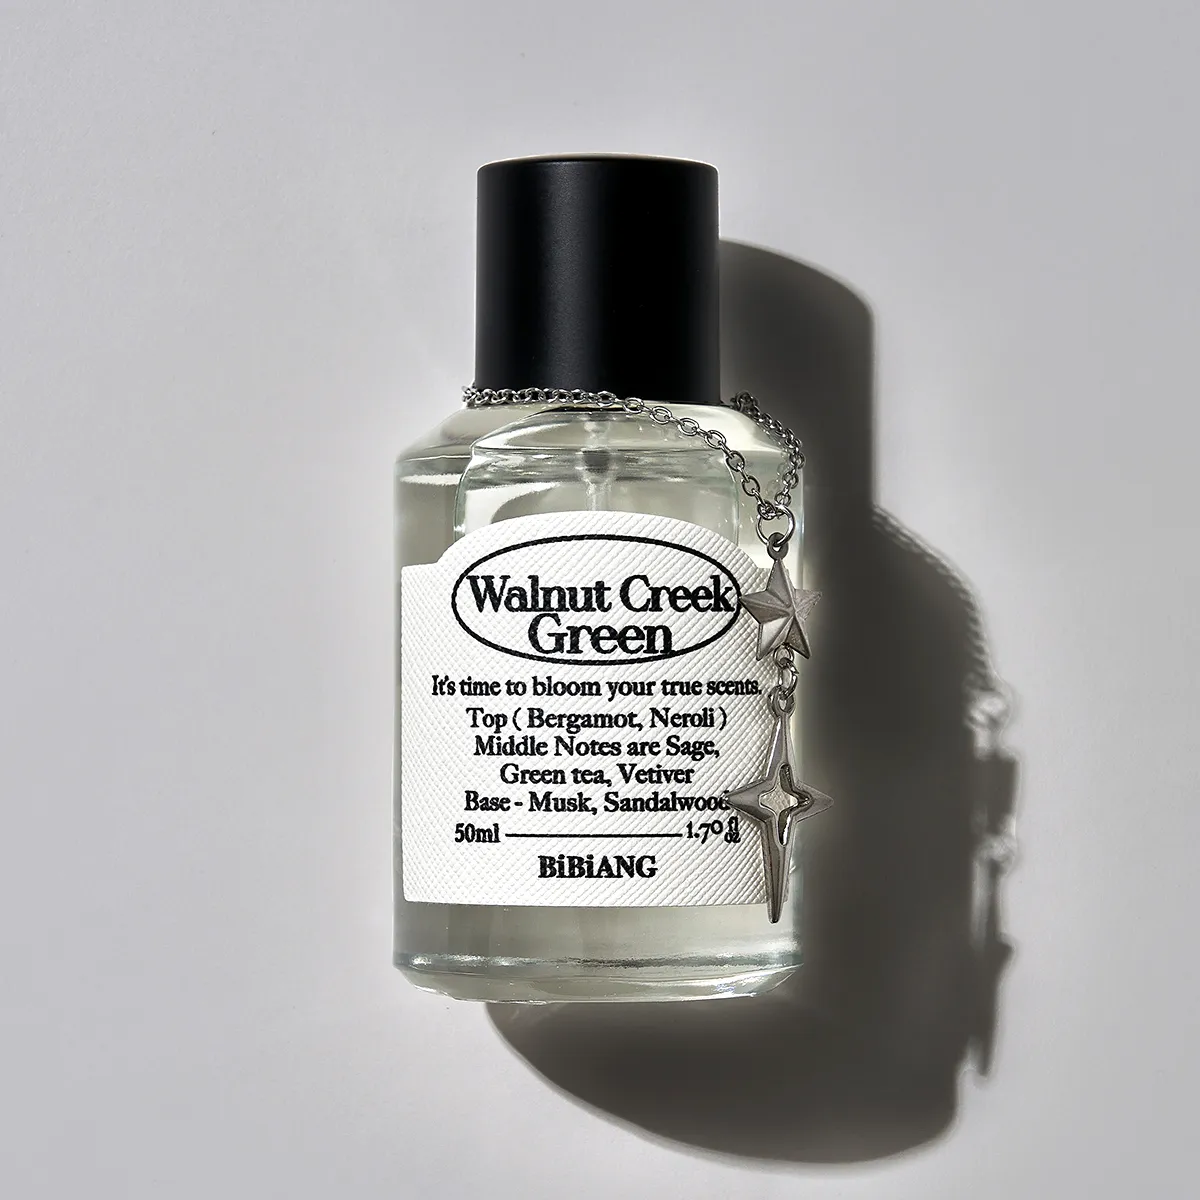 Walnut Creek
Green
It's time to bloom your true scents.
Top ( Bergamot, Neroli )
Middle Notes are Sage,
Green tea, Vetiver
Base - Musk, Sandalwood
50ml 1.70 fl oz
BiBiANG